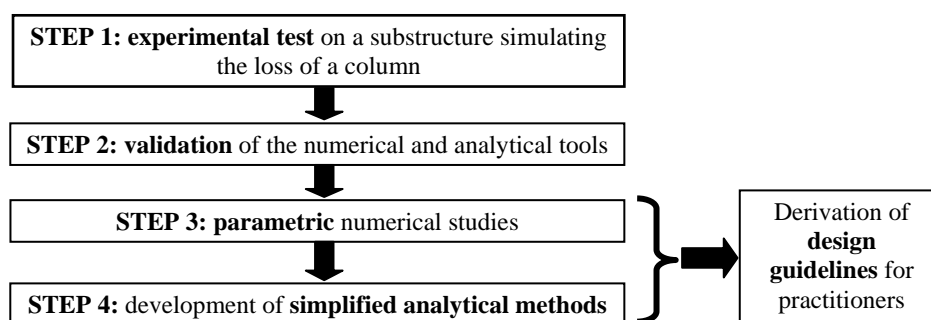 STEP 1: experimental test on a substructure simulating
the loss of a column
STEP 2: validation of the numerical and analytical tools
STEP 3: parametric numerical studies
STEP 4: development of simplified analytical methods
Derivation of
design
guidelines for
practitioners